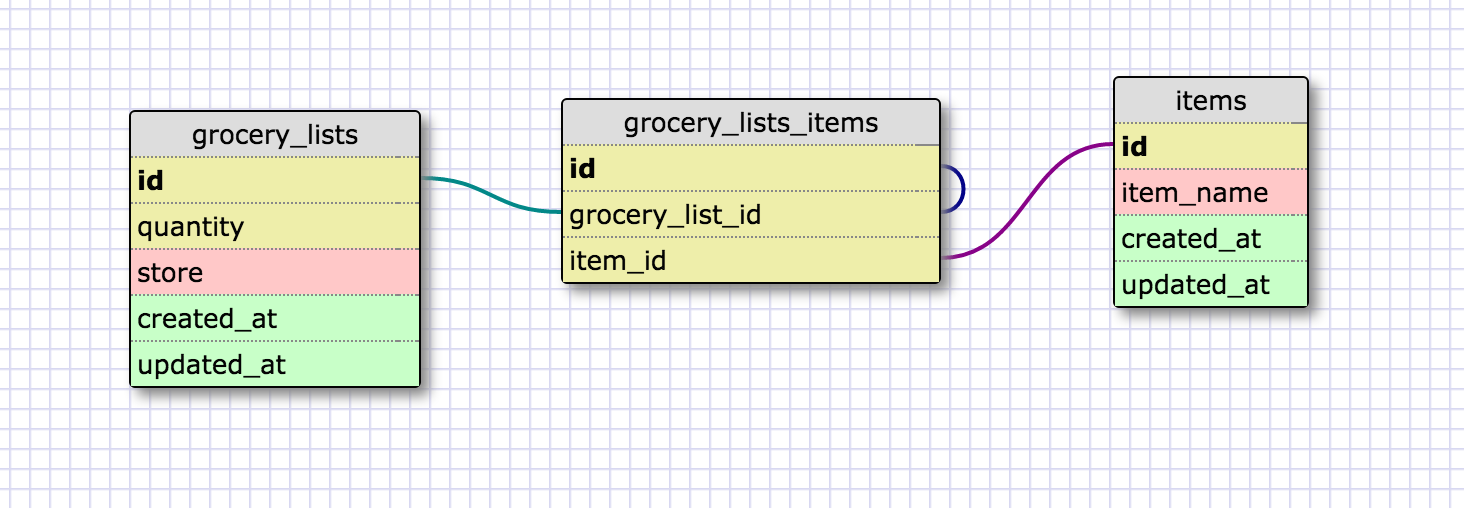 grocery_lists
id
quantity
store
created_at
updated_at
grocery_lists_items
id
grocery_list_id
item_id
items
id
item_name
created_at
updated_at